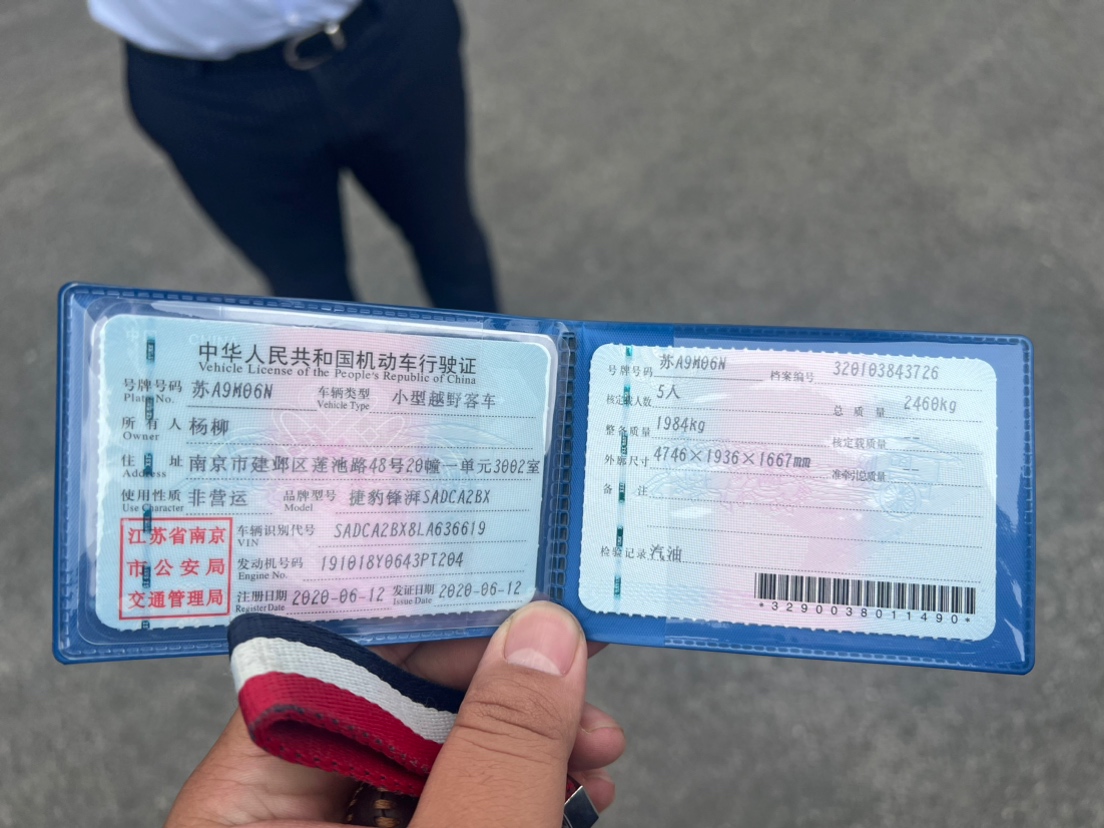 中华人民共和国机动车行驶证
Vehicle License of the People's Republic of China
号牌号码 苏A9M06N 车辆类型 小型越野客车
Plate No. Vehicle Type
所有人 杨柳
Owner
住址 南京市建邺区莲池路48号20幢一单元3002室
Address
使用性质 非营运 品牌型号 捷豹锋湃SADCA2BX
Use Character Model
江苏省南京
市公安局
交通管理局
车辆识别代号 SADCA2BX8LA636619
VIN
发动机号码 191018Y0643PT204
Engine No.
注册日期 2020-06-12 发证日期 2020-06-12
Register Date Issue Date
号牌号码 苏A9M06N 档案编号 320103843726
核定载人数 5人 总质量 2460kg
整备质量 1984kg 核定载质量
外廓尺寸 4746×1936×1667mm 准牵引总质量
备注
检验记录 汽油
*3290038011490*